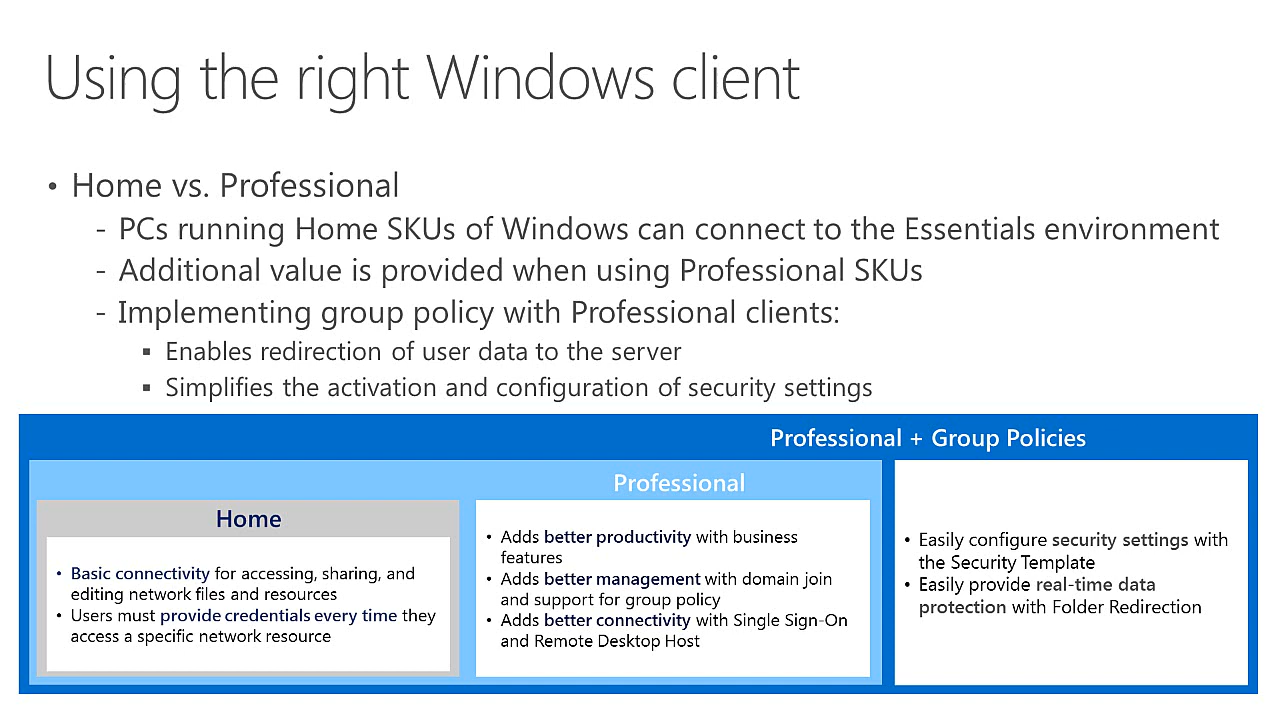 Using the right Windows client
• Home vs. Professional
- PCs running Home SKUs of Windows can connect to the Essentials environment
- Additional value is provided when using Professional SKUs
- Implementing group policy with Professional clients:
▪ Enables redirection of user data to the server
▪ Simplifies the activation and configuration of security settings
Professional + Group Policies
Professional
Home
• Basic connectivity for accessing, sharing, and
editing network files and resources
• Users must provide credentials every time they
access a specific network resource
• Adds better productivity with business
features
• Adds better management with domain join
and support for group policy
• Adds better connectivity with Single Sign-On
and Remote Desktop Host
• Easily configure security settings with
the Security Template
• Easily provide real-time data
protection with Folder Redirection